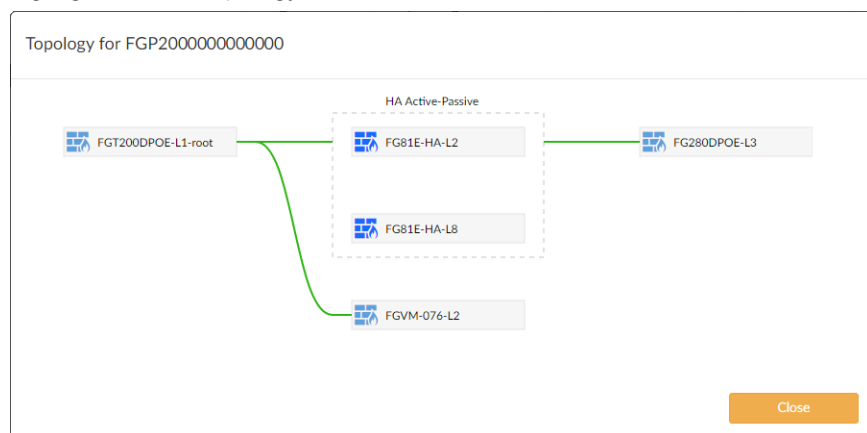 Topology for FGP2000000000000
HA Active-Passive
FGT200DPOE-L1-root
FG81E-HA-L2
FG280DPOE-L3
FG81E-HA-L8
FGVM-076-L2
Close